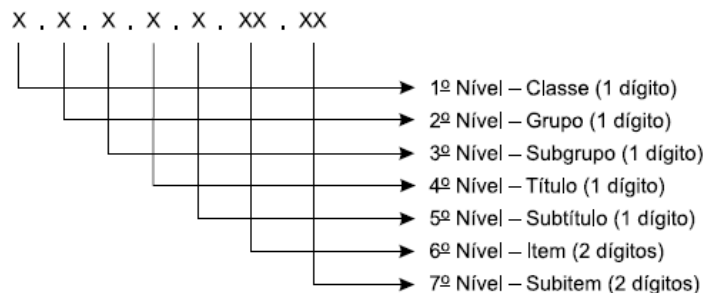 X . X . X . X . X . XX . XX
1º Nível – Classe (1 dígito)
2º Nível – Grupo (1 dígito)
3º Nível – Subgrupo (1 dígito)
4º Nível – Título (1 dígito)
5º Nível – Subtítulo (1 dígito)
6º Nível – Item (2 dígitos)
7º Nível – Subitem (2 dígitos)